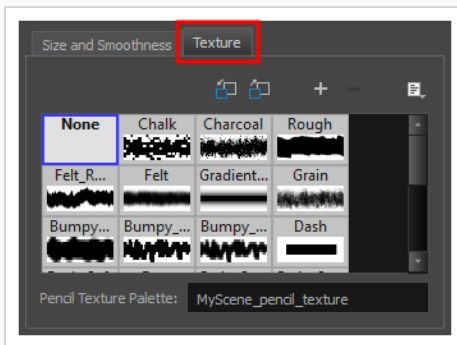 Size and Smoothness Texture
None Chalk Charcoal Rough
Felt_R... Felt Gradient... Grain
Bumpy... Bumpy_... Bumpy_... Dash
Pencil Texture Palette: MyScene_pencil_texture